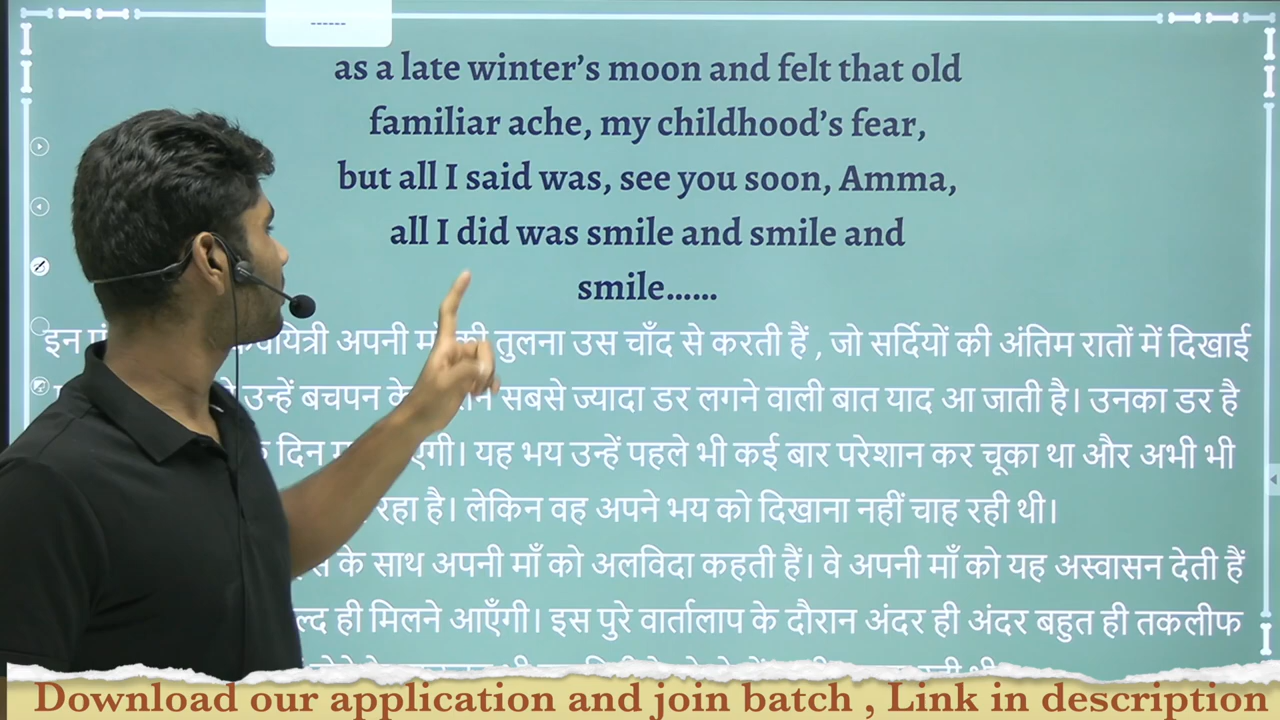 ------
as a late winter’s moon and felt that old
familiar ache, my childhood’s fear,
but all I said was, see you soon, Amma,
all I did was smile and smile and
smile......
इन कवयित्री अपनी की तुलना उस चाँद से करती हैं , जो सर्दियों की अंतिम रातों में दिखाई
उन्हें बचपन सबसे ज्यादा डर लगने वाली बात याद आ जाती है। उनका डर है
दिन यह भय उन्हें पहले भी कई बार परेशान कर चूका था और अभी भी
रहा है। लेकिन वह अपने भय को दिखाना नहीं चाह रही थी।
के साथ अपनी माँ को अलविदा कहती हैं। वे अपनी माँ को यह अस्वासन देती हैं
ही मिलने आएँगी। इस पुरे वार्तालाप के दौरान अंदर ही अंदर बहुत ही तकलीफ
Download our application and join batch , Link in description